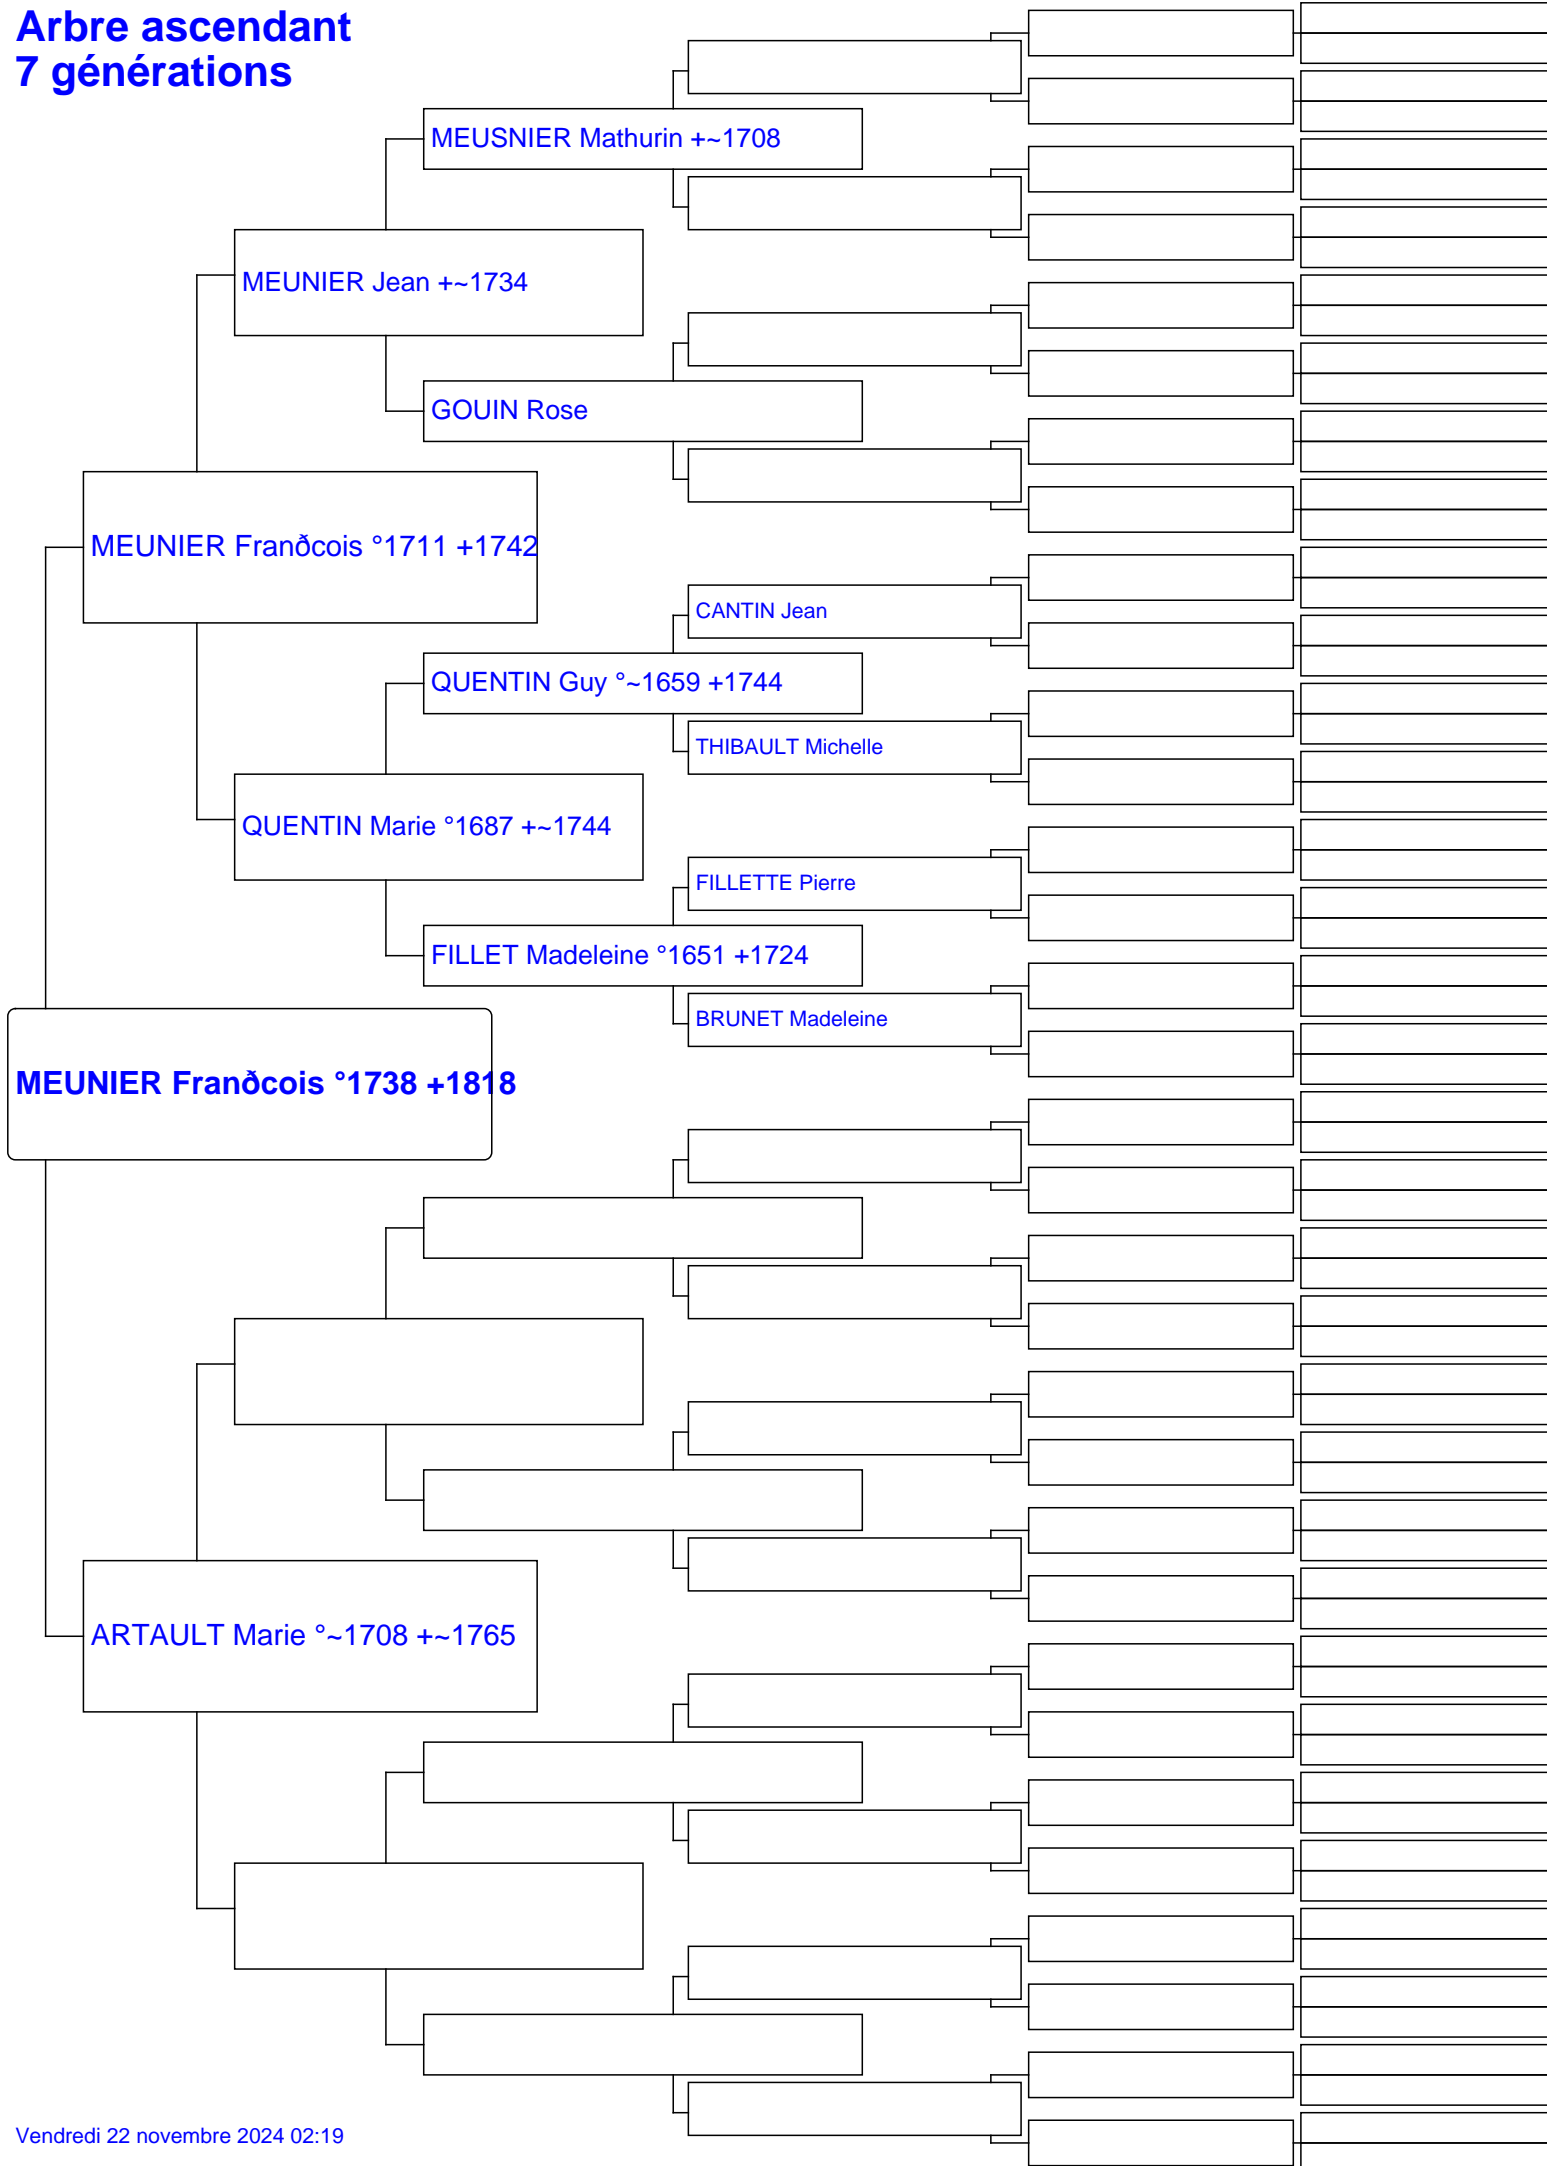 Arbre ascendant
7 générations
MEUSNIER Mathurin +~1708
MEUNIER Jean +~1734
GOUIN Rose
MEUNIER Franðcois °1711 +1742
CANTIN Jean
QUENTIN Guy °~1659 +1744
THIBAULT Michelle
QUENTIN Marie °1687 +~1744
FILLETTE Pierre
FILLET Madeleine °1651 +1724
BRUNET Madeleine
MEUNIER Franðcois °1738 +1818
ARTAULT Marie °~1708 +~1765
Vendredi 22 novembre 2024 02:19